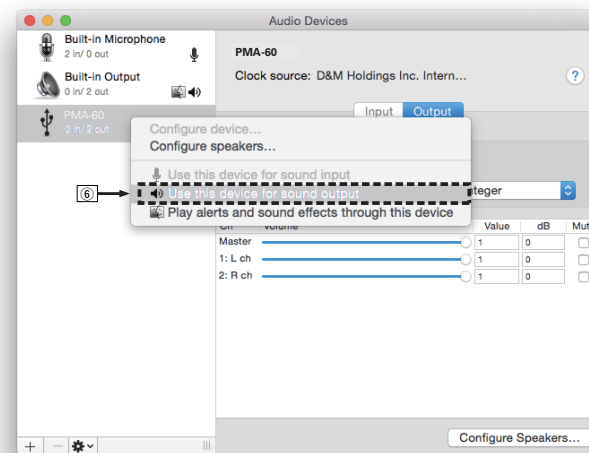 Audio Devices
Built-in Microphone
2 in/ 0 out
Built-in Output
0 in/ 2 out
PMA-60
0 in/ 2 out
PMA-60
Clock source: D&M Holdings Inc. Intern...
?
Input Output
Configure device...
Configure speakers...
Use this device for sound input
⑥ Use this device for sound output
Play alerts and sound effects through this device
teger
Ch Volume Value dB Mut
Master 1 0
1: L ch 1 0
2: R ch 1 0
Configure Speakers...